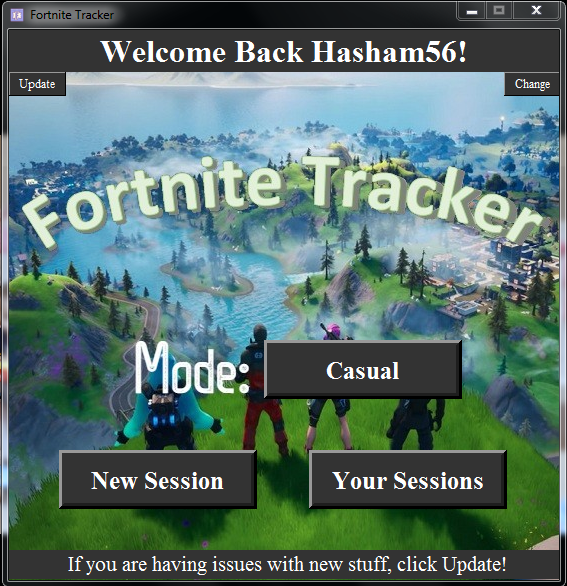 Fortnite Tracker
Welcome Back Hasham56!
Update
Change
Fortnite Tracker
Mode:
Casual
New Session
Your Sessions
If you are having issues with new stuff, click Update!